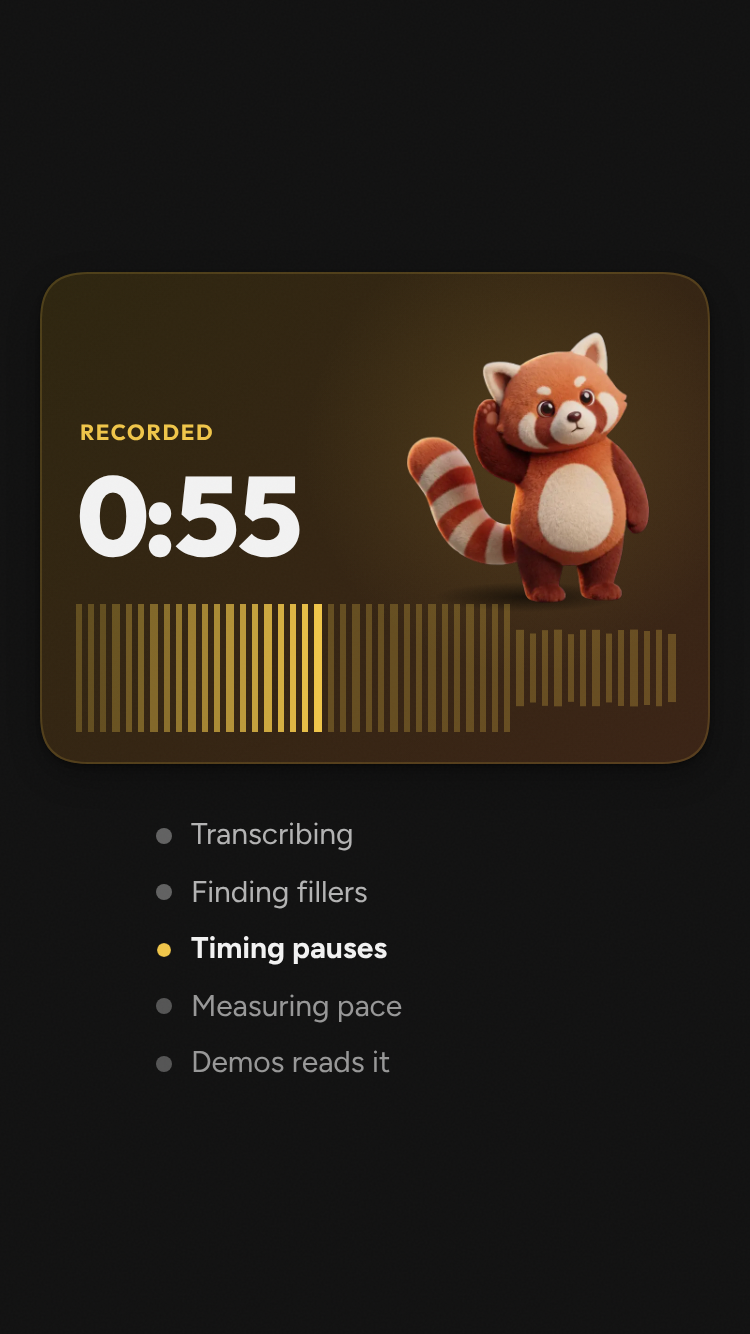 RECORDED
0:55
Transcribing
Finding fillers
Timing pauses
Measuring pace
Demos reads it